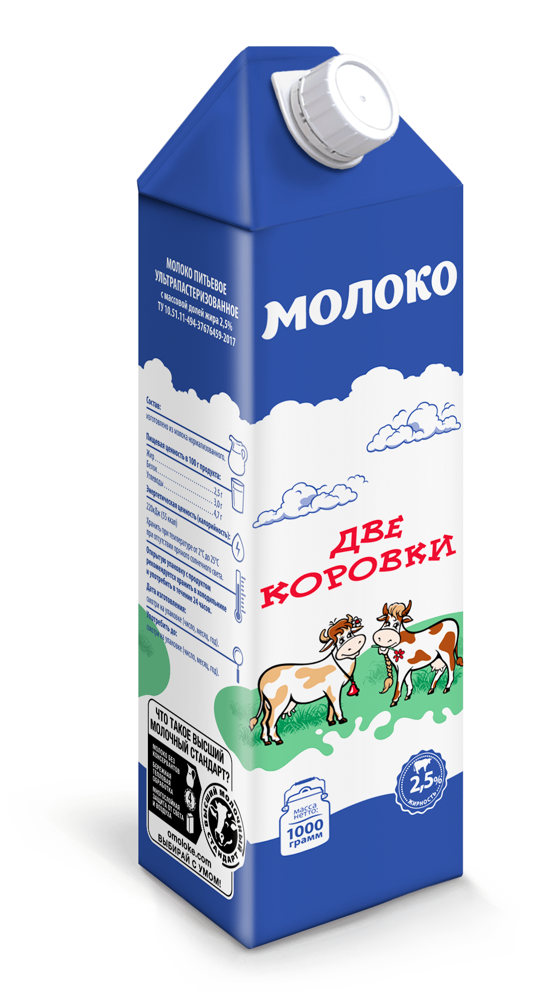 МОЛОКО ПИТЬЕВОЕ
УЛЬТРАПАСТЕРИЗОВАННОЕ
с массовой долей жира 2,5%
ТУ 10.51.11-494-37676459-2017
Состав:
изготовлено из молока нормализованного.
Пищевая ценность в 100 г продукта:
Жир..............................2,5 г
Белок............................3,0 г
Углеводы.........................4,7 г
Энергетическая ценность (калорийность):
220кДж (55 ккал)
Хранить при температуре от 2°С до 25°С
при отсутствии прямого солнечного света.
Открытую упаковку с продуктом
рекомендуется хранить в холодильнике
и употребить в течение 24 часов.
Дата изготовления:
смотри на упаковке (число, месяц, год).
Употребить до:
смотри на упаковке (число, месяц, год).
ЧТО ТАКОЕ ВЫСШИЙ
МОЛОЧНЫЙ СТАНДАРТ?
МОЛОКО БЕЗ
КОНСЕРВАНТОВ
БЕРЕЖНАЯ
ТЕПЛОВАЯ
ОБРАБОТКА
4
МНОГОСЛОЙНАЯ
ЗАЩИТА ОТ СВЕТА
И ВОЗДУХА
ВЫСШИЙ МОЛОЧНЫЙ
СТАНДАРТ
omoloke.com
ВЫБИРАЙ С УМОМ!
МОЛОКО
ДВЕ
КОРОВКИ
2,5%
ЖИРНОСТЬ
масса
нетто:
1000
грамм